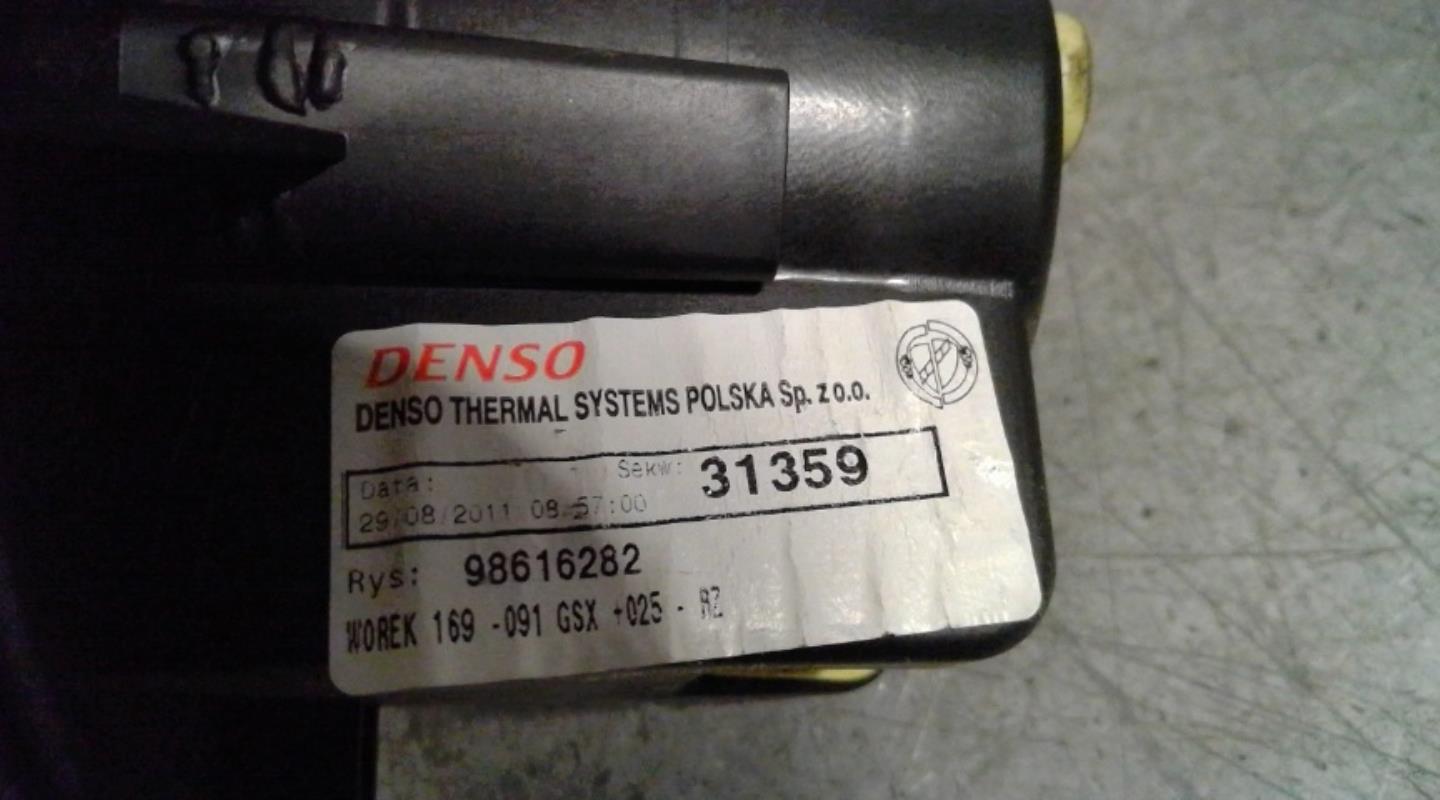 DENSO
DENSO THERMAL SYSTEMS POLSKA Sp. z o.o.
Data: Sekw: 31359
29/08/2011 08:57:00
Rys: 98616282
WOREK 169 -091 GSX +025 - RZ